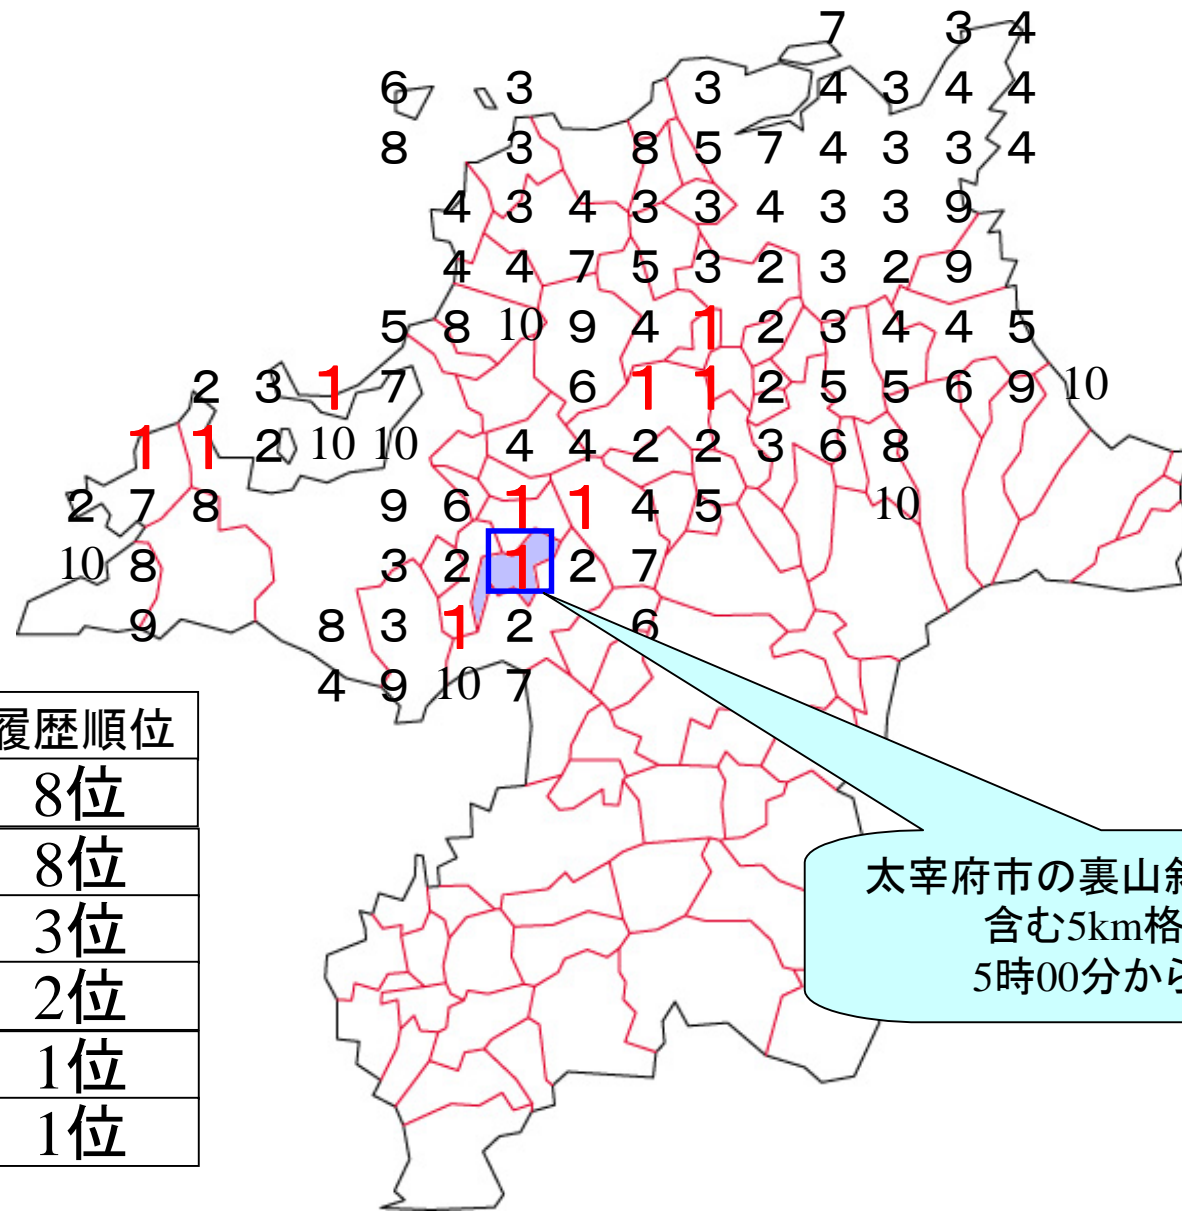 7 3 4
6 3 3 4 3 4 4
8 3 8 5 7 4 3 3 4
4 3 4 3 3 4 3 3 9
4 4 7 5 3 2 3 2 9
5 8 10 9 4 1 2 3 4 4 5
2 3 1 7 6 1 1 2 5 5 6 9 10
1 1 2 10 10 4 4 2 2 3 6 8
2 7 8 9 6 1 1 4 5 10
10 8 3 2 1 2 7
9 8 3 1 2 6
4 9 10 7
履歴順位
8位
8位
3位
2位
1位
1位
太宰府市の裏山斜
含む5km格
5時00分から